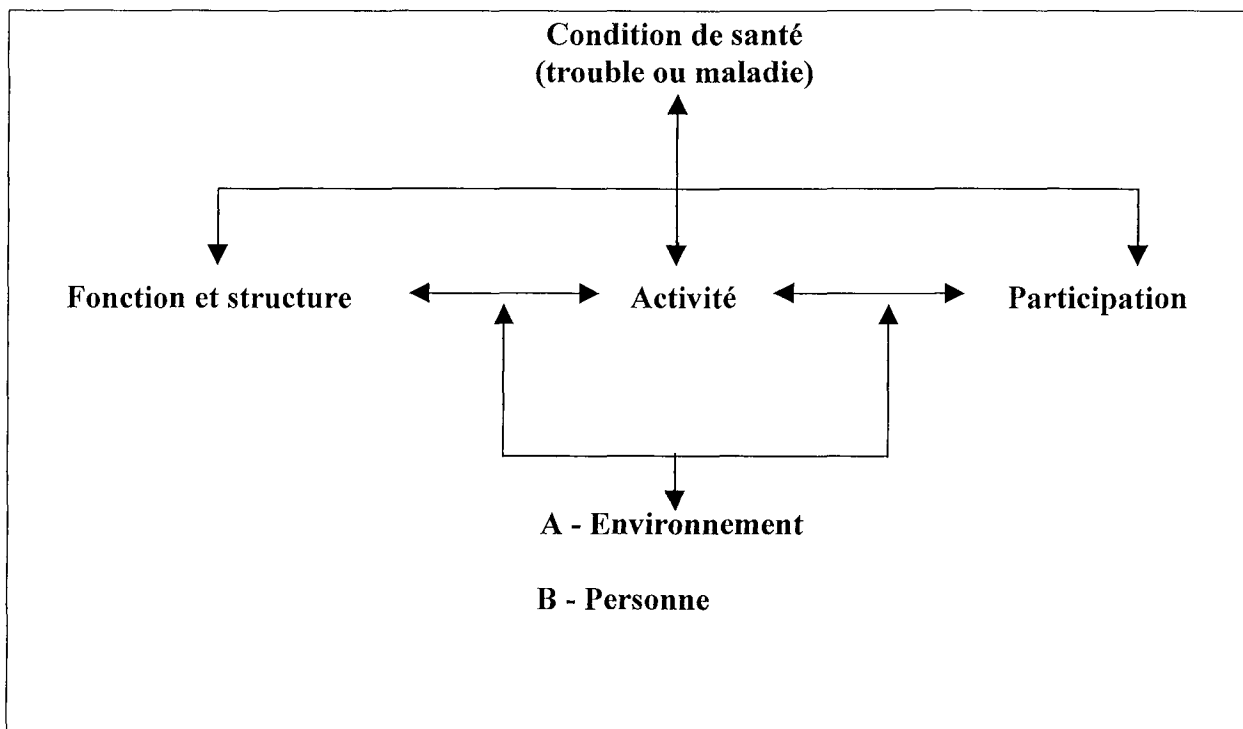 Condition de santé
(trouble ou maladie)
Fonction et structure Activité Participation
A - Environnement
B - Personne